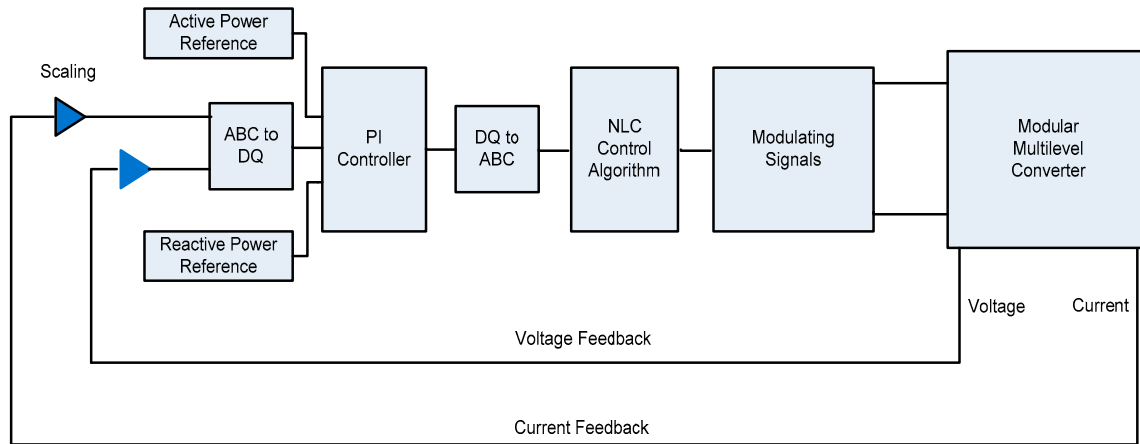 Active Power
Reference
Scaling
ABC to
DQ
PI
Controller
DQ to
ABC
NLC
Control
Algorithm
Modulating
Signals
Modular
Multilevel
Converter
Reactive Power
Reference
Voltage
Current
Voltage Feedback
Current Feedback